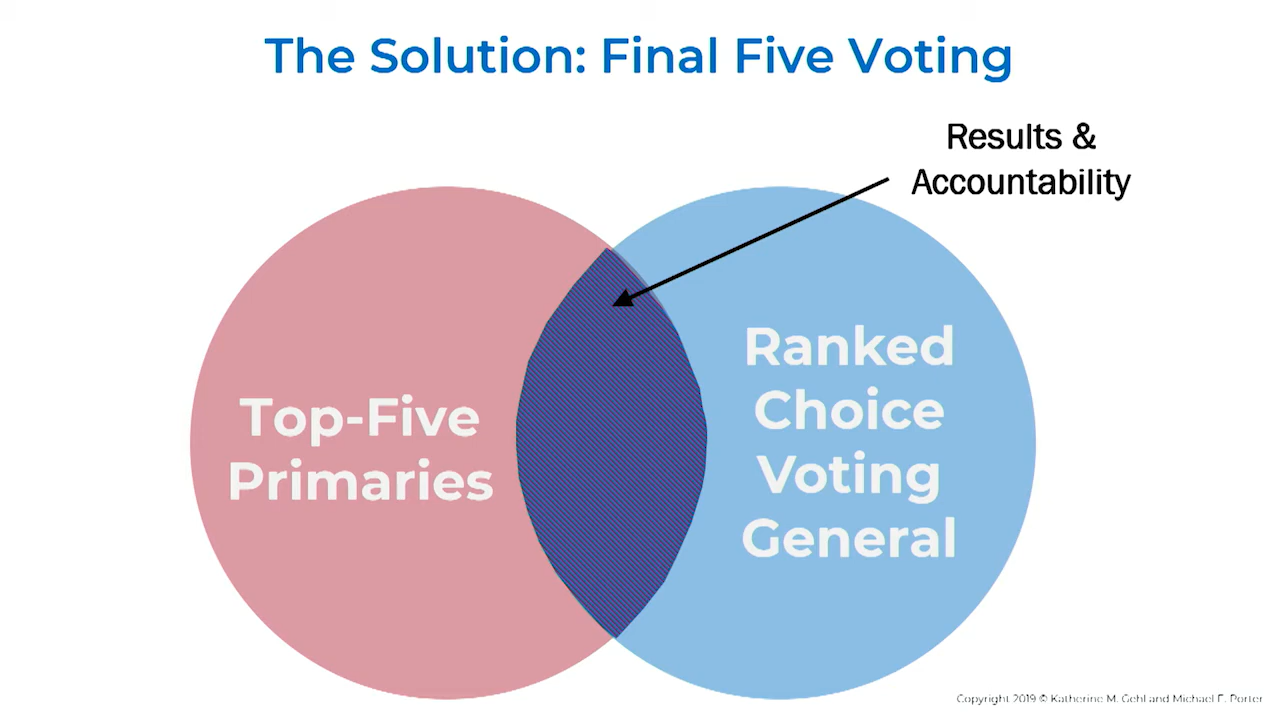 The Solution: Final Five Voting
Results &
Accountability
Top-Five
Primaries
Ranked
Choice
Voting
General
Copyright 2019 © Katherine M. Gehl and Michael E. Porter